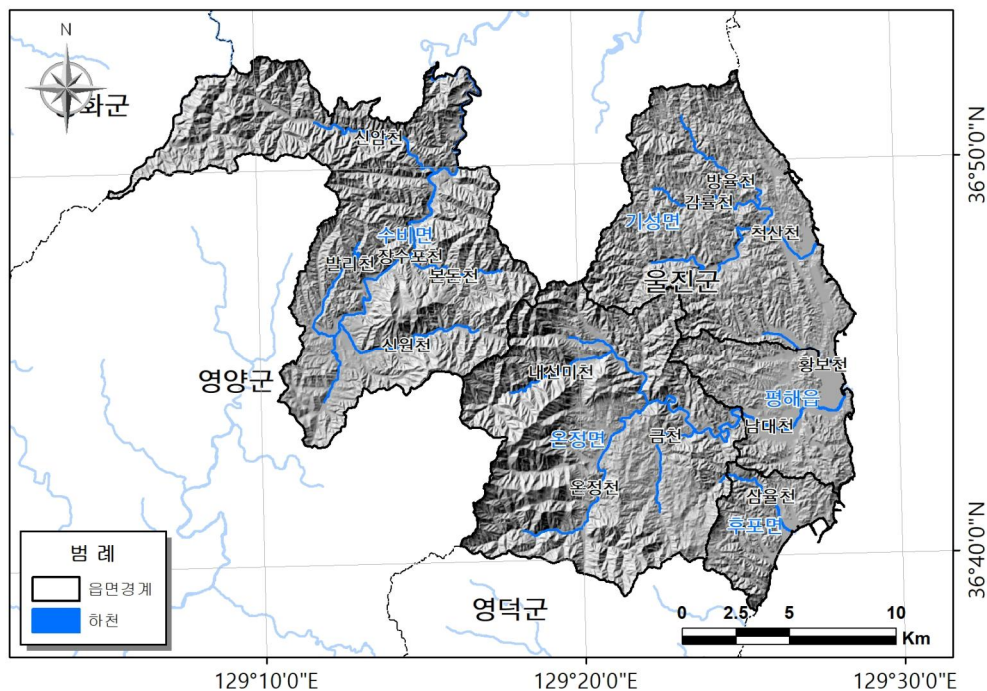 N
화군
신암천
36°50'0"N
방율천
감률천
기성면
척산천
수비면
장수포천
발리천
본돈천
울진군
신원천
황보천
내선미천
영양군
평해읍
남대천
금천
온정면
온정천
삼율천
후포면
범 례
읍면경계
하천
36°40'0"N
영덕군
0 2.5 5 10
Km
129°10'0"E 129°20'0"E 129°30'0"E